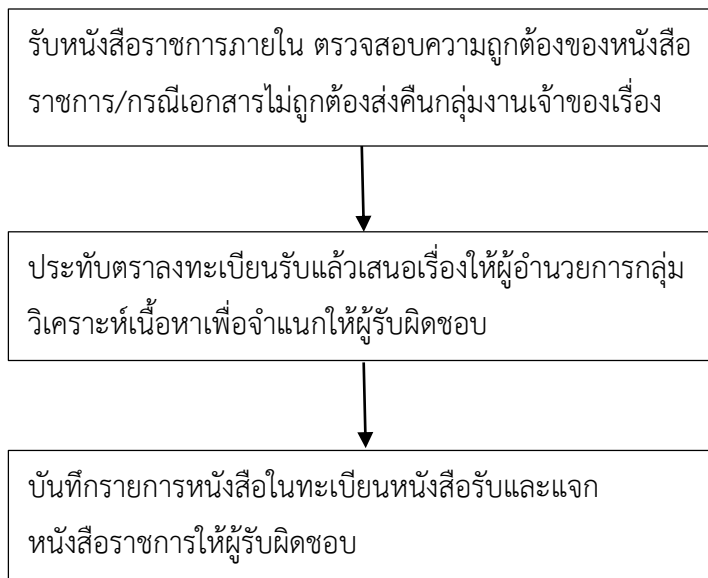 รับหนังสือราชการภายใน ตรวจสอบความถูกต้องของหนังสือ
ราชการ/กรณีเอกสารไม่ถูกต้องส่งคืนกลุ่มงานเจ้าของเรื่อง
ประทับตราลงทะเบียนรับแล้วเสนอเรื่องให้ผู้อำนวยการกลุ่ม
วิเคราะห์เนื้อหาเพื่อจำแนกให้ผู้รับผิดชอบ
บันทึกรายการหนังสือในทะเบียนหนังสือรับและแจก
หนังสือราชการให้ผู้รับผิดชอบ